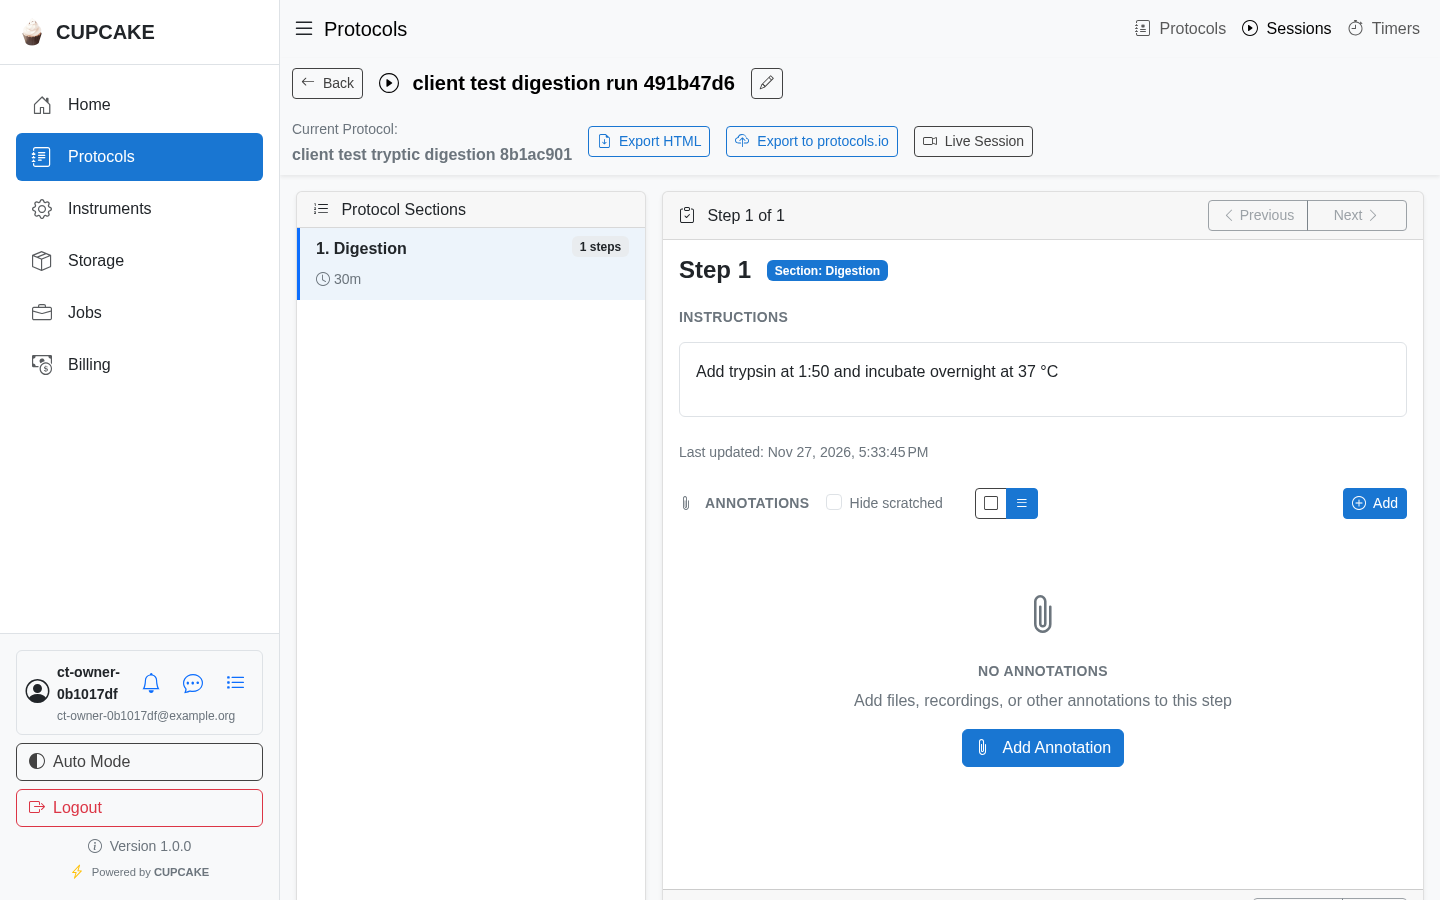 CUPCAKE
Home
Protocols
Instruments
Storage
Jobs
Billing
ct-owner-
0b1017df
ct-owner-0b1017df@example.org
Auto Mode
Logout
Version 1.0.0
Powered by CUPCAKE
Protocols
Protocols
Sessions
Timers
Back
client test digestion run 491b47d6
Current Protocol:
client test tryptic digestion 8b1ac901
Export HTML
Export to protocols.io
Live Session
Protocol Sections
1. Digestion
1 steps
30m
Step 1 of 1
Previous
Next
Step 1
Section: Digestion
INSTRUCTIONS
Add trypsin at 1:50 and incubate overnight at 37 °C
Last updated: Nov 27, 2026, 5:33:45 PM
ANNOTATIONS
Hide scratched
Add
NO ANNOTATIONS
Add files, recordings, or other annotations to this step
Add Annotation